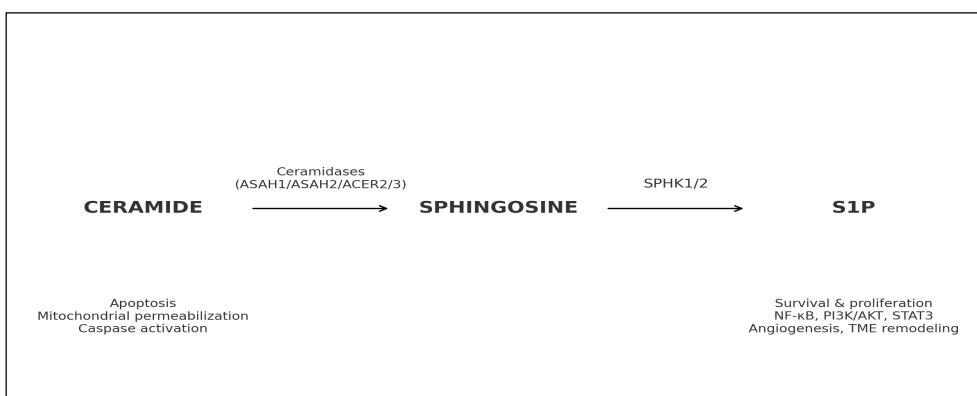 Ceramidases
(ASAH1/ASAH2/ACER2/3)
SPHK1/2
CERAMIDE
SPHINGOSINE
S1P
Apoptosis
Mitochondrial permeabilization
Caspase activation
Survival & proliferation
NF-κB, PI3K/AKT, STAT3
Angiogenesis, TME remodeling